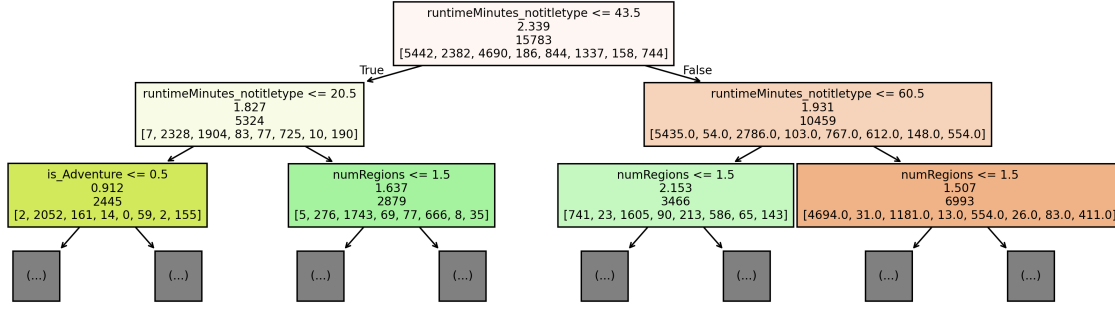 runtimeMinutes_notitletype <= 43.5
2.339
15783
[5442, 2382, 4690, 186, 844, 1337, 158, 744]
True
False
runtimeMinutes_notitletype <= 20.5
1.827
5324
[7, 2328, 1904, 83, 77, 725, 10, 190]
runtimeMinutes_notitletype <= 60.5
1.931
10459
[5435.0, 54.0, 2786.0, 103.0, 767.0, 612.0, 148.0, 554.0]
is_Adventure <= 0.5
0.912
2445
[2, 2052, 161, 14, 0, 59, 2, 155]
numRegions <= 1.5
1.637
2879
[5, 276, 1743, 69, 77, 666, 8, 35]
numRegions <= 1.5
2.153
3466
[741, 23, 1605, 90, 213, 586, 65, 143]
numRegions <= 1.5
1.507
6993
[4694.0, 31.0, 1181.0, 13.0, 554.0, 26.0, 83.0, 411.0]
(...)
(...)
(...)
(...)
(...)
(...)
(...)
(...)